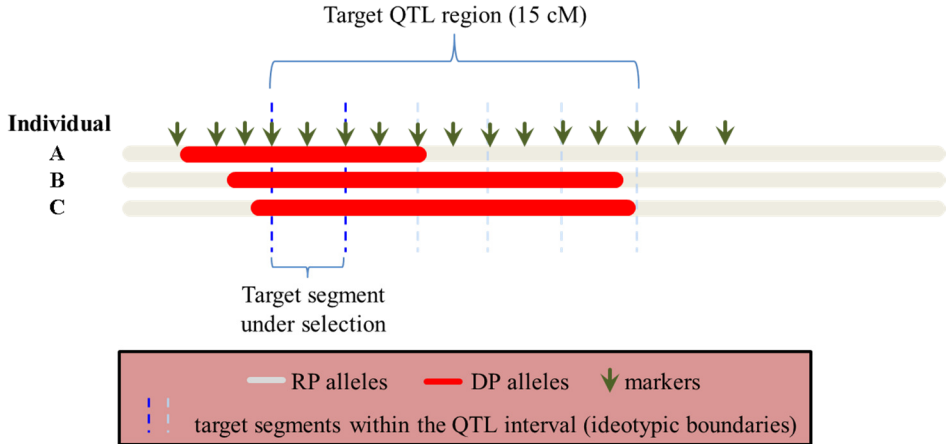 Target QTL region (15 cM)
Individual
A
B
C
Target segment
under selection
RP alleles
DP alleles
markers
target segments within the QTL interval (ideotypic boundaries)